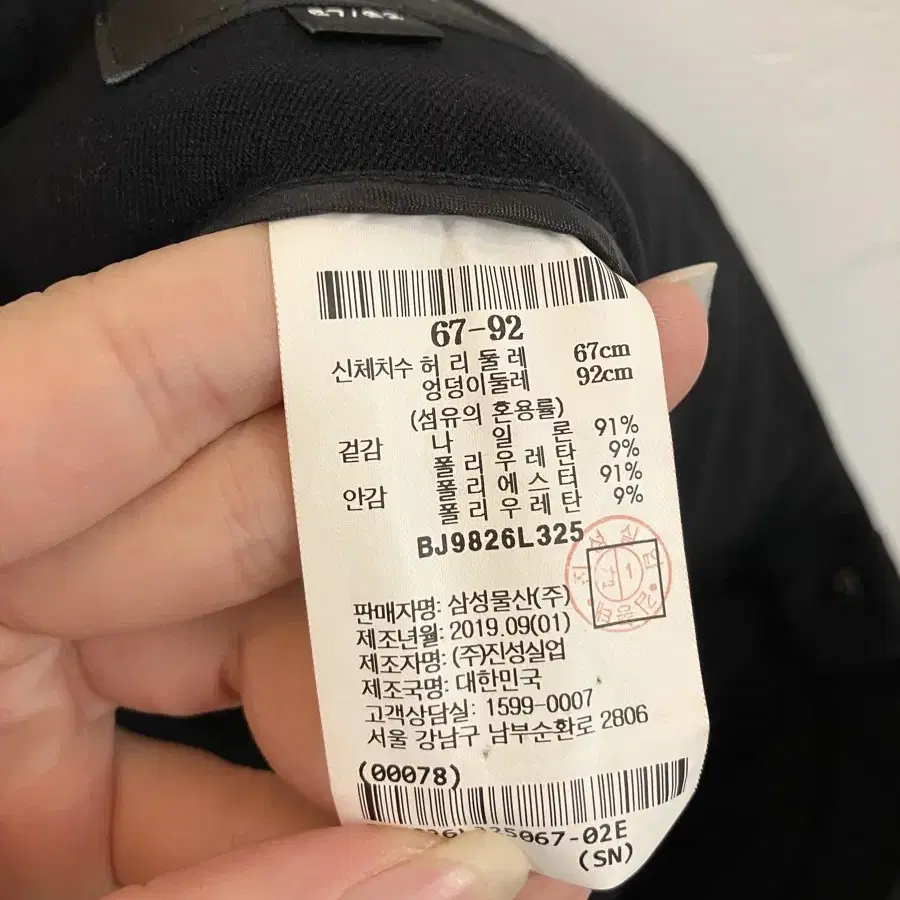 67/92
67-92
신체치수 허 리 둘 레 67cm
엉덩이둘레 92cm
(섬유의 혼용률)
겉감 나 일 론 91%
폴 리 우 레 탄 9%
안감 폴 리 에 스 터 91%
폴 리 우 레 탄 9%
BJ9826L325
판매자명: 삼성물산(주)
제조년월: 2019.09(01)
제조자명: (주)진성실업
제조국명: 대한민국
고객상담실: 1599-0007
서울 강남구 남부순환로 2806
(00078)
067-02E
(SN)